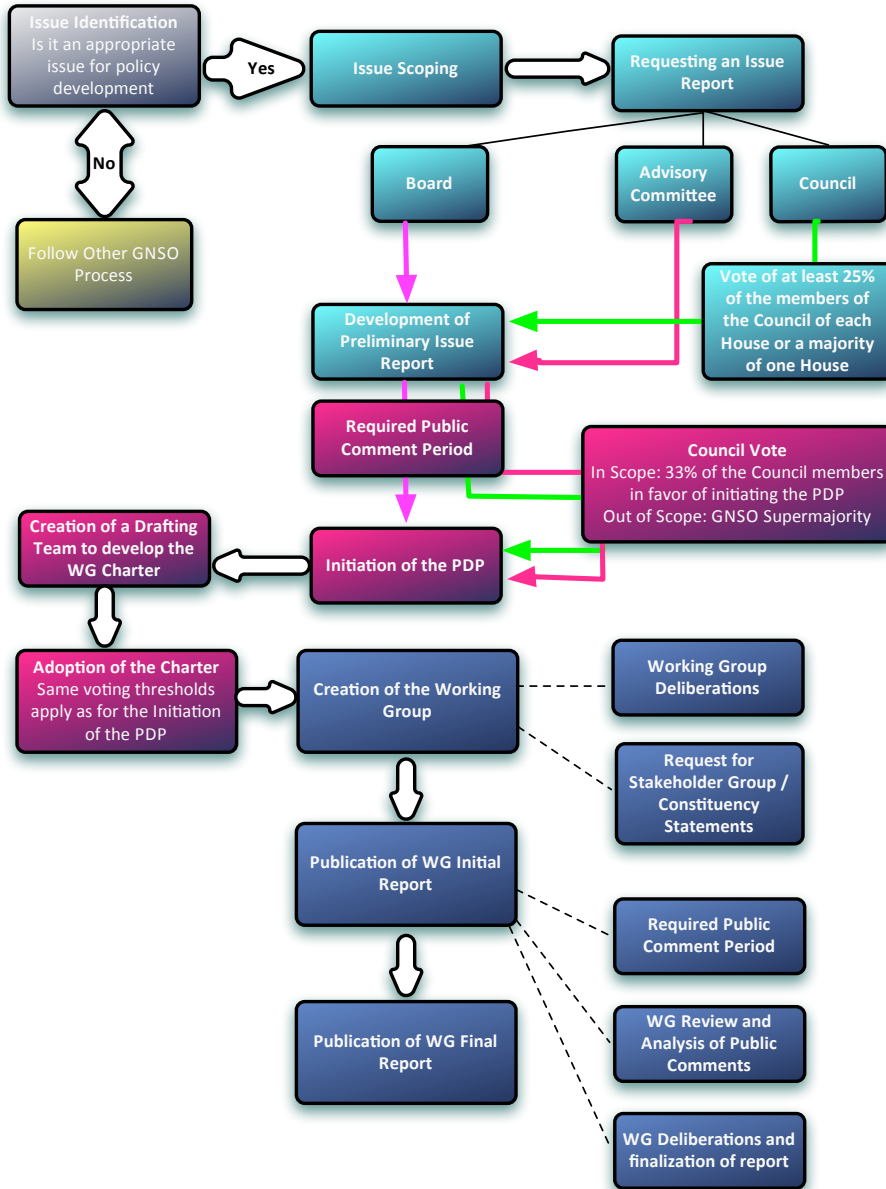 Issue Identification
Is it an appropriate
issue for policy
development
Yes
Issue Scoping
Requesting an Issue
Report
No
Board
Advisory
Committee
Council
Follow Other GNSO
Process
Vote of at least 25%
of the members of
the Council of each
House or a majority
of one House
Development of
Preliminary Issue
Report
Required Public
Comment Period
Council Vote
In Scope: 33% of the Council members
in favor of initiating the PDP
Out of Scope: GNSO Supermajority
Creation of a Drafting
Team to develop the
WG Charter
Initiation of the PDP
Adoption of the Charter
Same voting thresholds
apply as for the Initiation
of the PDP
Creation of the Working
Group
Working Group
Deliberations
Request for
Stakeholder Group /
Constituency
Statements
Publication of WG Initial
Report
Required Public
Comment Period
Publication of WG Final
Report
WG Review and
Analysis of Public
Comments
WG Deliberations and
finalization of report